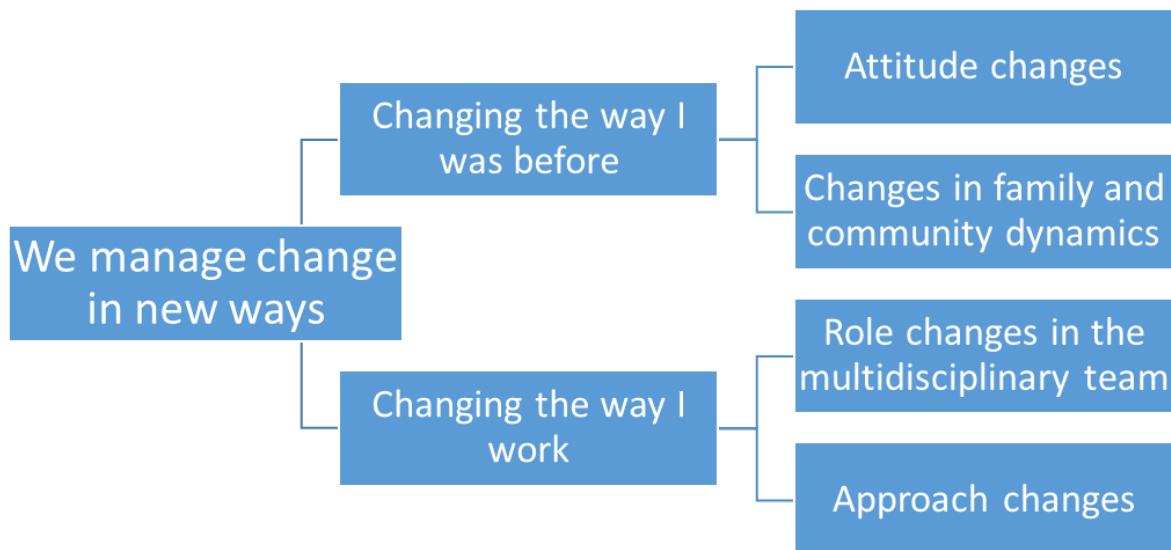 We manage change
in new ways
Changing the way I
was before
Attitude changes
Changes in family and
community dynamics
Changing the way I
work
Role changes in the
multidisciplinary team
Approach changes